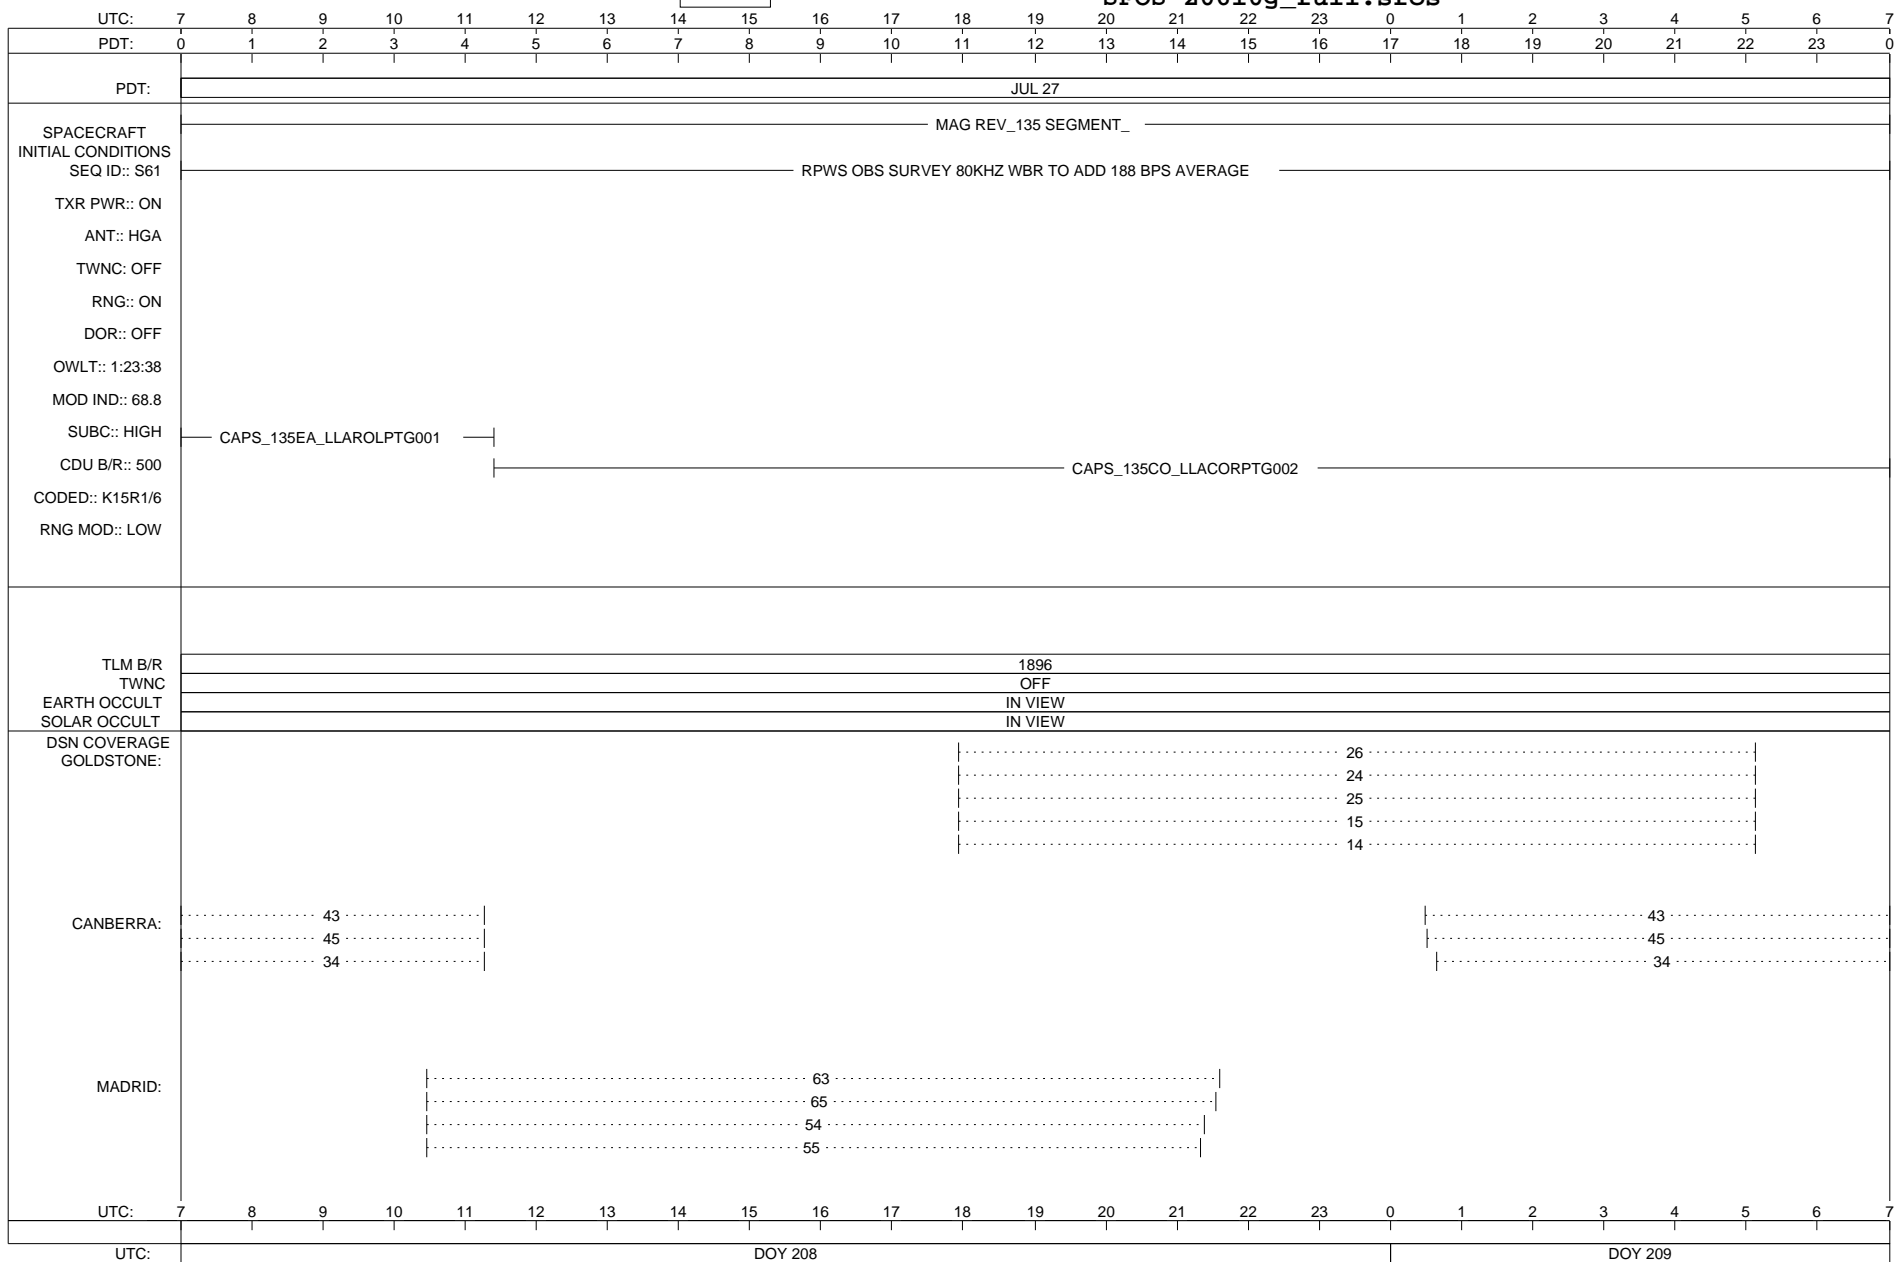 UTC: 7 8 9 10 11 12 13 14 15 16 17 18 19 20 21 22 23 0 1 2 3 4 5 6 7
PDT: 0 1 2 3 4 5 6 7 8 9 10 11 12 13 14 15 16 17 18 19 20 21 22 23 0
PDT: JUL 27
MAG REV_135 SEGMENT_
SPACECRAFT
INITIAL CONDITIONS
SEQ ID:: S61
RPWS OBS SURVEY 80KHZ WBR TO ADD 188 BPS AVERAGE
TXR PWR:: ON
ANT:: HGA
TWNC: OFF
RNG:: ON
DOR:: OFF
OWLT:: 1:23:38
MOD IND:: 68.8
SUBC:: HIGH
CAPS_135EA_LLAROLPTG001
CDU B/R:: 500
CAPS_135CO_LLACORPTG002
CODED:: K15R1/6
RNG MOD:: LOW
TLM B/R 1896
TWNC OFF
EARTH OCCULT IN VIEW
SOLAR OCCULT IN VIEW
DSN COVERAGE
GOLDSTONE:
26
24
25
15
14
CANBERRA:
43 43
45 45
34 34
MADRID:
63
65
54
55
UTC: 7 8 9 10 11 12 13 14 15 16 17 18 19 20 21 22 23 0 1 2 3 4 5 6 7
UTC: DOY 208 DOY 209